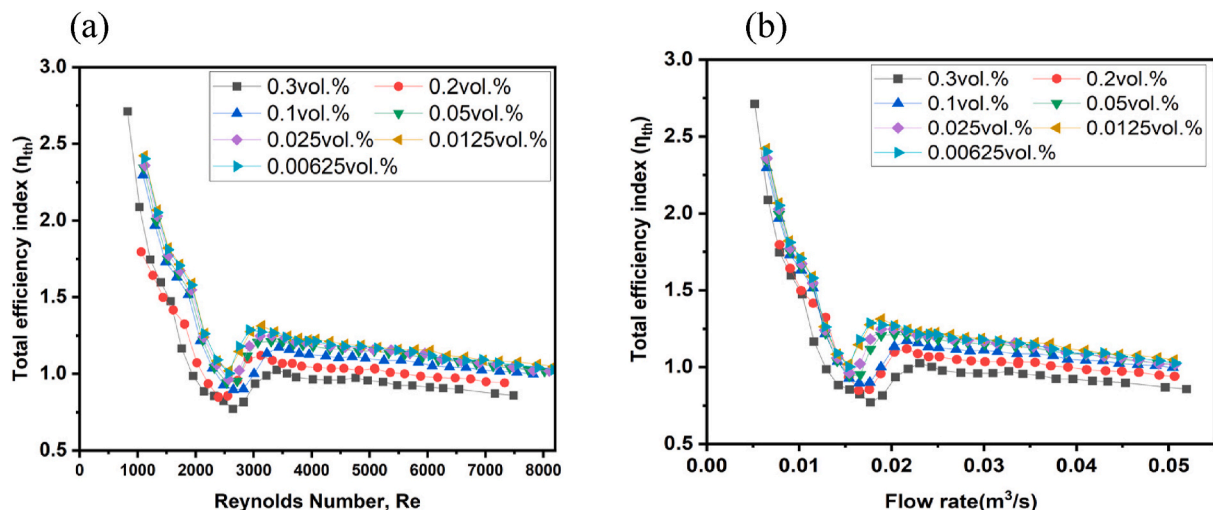 (a)
3.0
2.5
2.0
1.5
1.0
0.5
Total efficiency index (ηth)
0.3vol.% 0.2vol.%
0.1vol.% 0.05vol.%
0.025vol.% 0.0125vol.%
0.00625vol.%
0 1000 2000 3000 4000 5000 6000 7000 8000
Reynolds Number, Re
(b)
3.0
2.5
2.0
1.5
1.0
0.5
Total efficiency index (ηth)
0.3vol.% 0.2vol.%
0.1vol.% 0.05vol.%
0.025vol.% 0.0125vol.%
0.00625vol.%
0.00 0.01 0.02 0.03 0.04 0.05
Flow rate(m³/s)